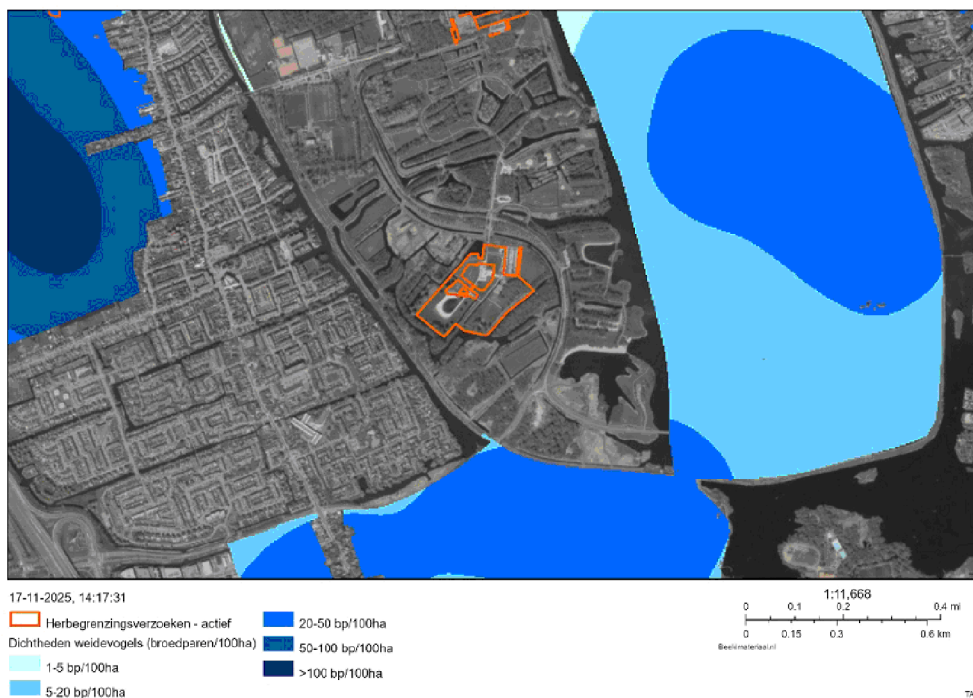 17-11-2025, 14:17:31
Herbegrenzingsverzoeken - actief
Dichtheden weidevogels (broedparen/100ha)
1-5 bp/100ha
5-20 bp/100ha
20-50 bp/100ha
50-100 bp/100ha
>100 bp/100ha
1:11,668
0 0.1 0.2 0.4 mi
0 0.15 0.3 0.6 km
Beeldmateriaal.nl
TA